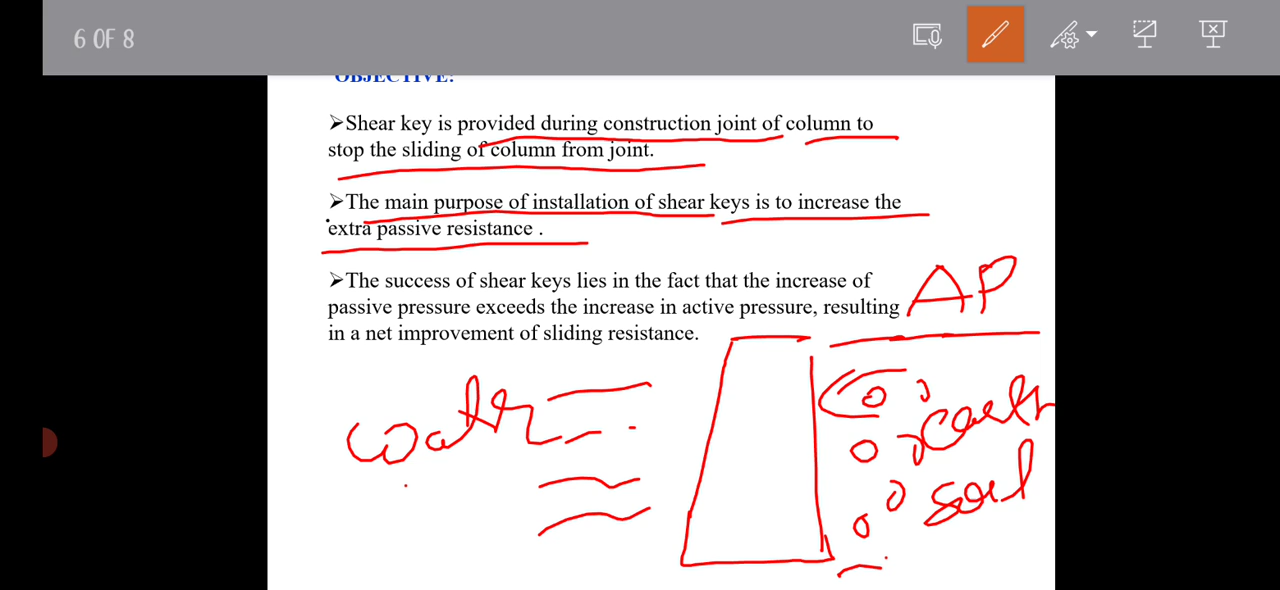 6 OF 8
OBJECTIVE:
➢Shear key is provided during construction joint of column to
stop the sliding of column from joint.
➢The main purpose of installation of shear keys is to increase the
extra passive resistance .
➢The success of shear keys lies in the fact that the increase of
passive pressure exceeds the increase in active pressure, resulting
in a net improvement of sliding resistance.
AP
water
earth
soil